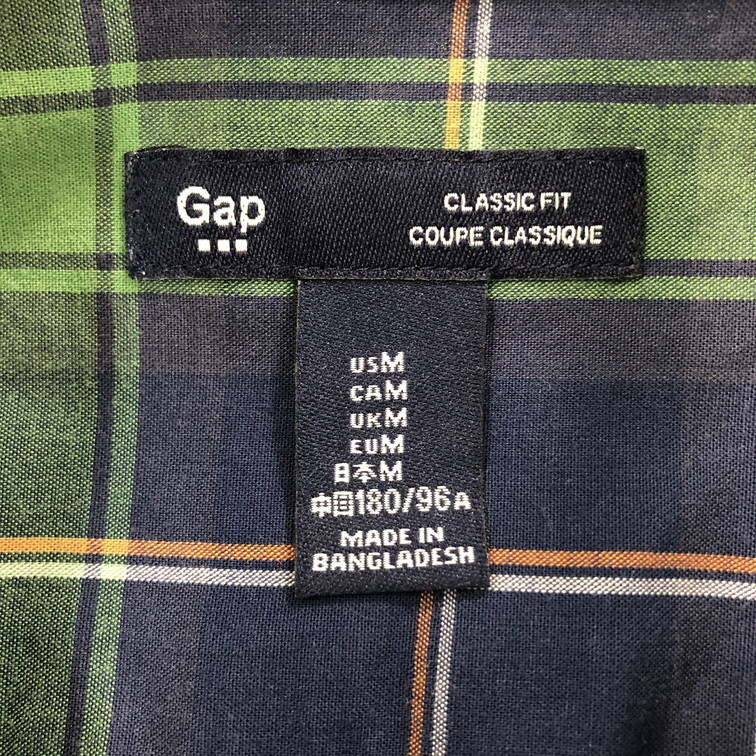 Gap
CLASSIC FIT
COUPE CLASSIQUE
USM
CAM
UKM
EUM
日本M
中国180/96A
MADE IN
BANGLADESH